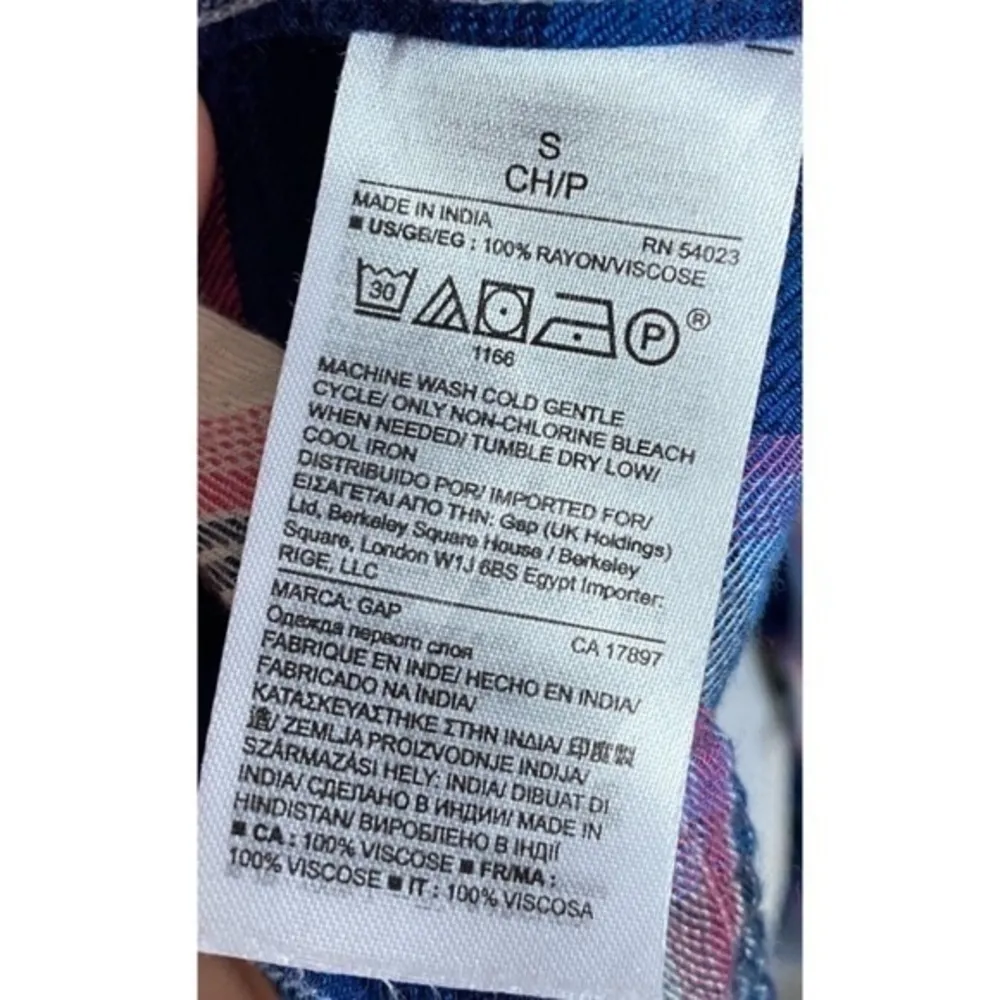 S
CH/P
MADE IN INDIA RN 54023
■ US/GB/EG : 100% RAYON/VISCOSE
30 P ®
1166
MACHINE WASH COLD GENTLE
CYCLE/ ONLY NON-CHLORINE BLEACH
WHEN NEEDED/ TUMBLE DRY LOW/
COOL IRON
DISTRIBUIDO POR/ IMPORTED FOR/
ΕΙΣΑΓΕΤΑΙ ΑΠΟ ΤΗΝ: Gap (UK Holdings)
Ltd, Berkeley Square House / Berkeley
Square, London W1J 6BS Egypt Importer:
RIGE, LLC
MARCA: GAP CA 17897
Одежда первого слоя
FABRIQUE EN INDE/ HECHO EN INDIA/
FABRICADO NA ÍNDIA/
ΚΑΤΑΣΚΕΥΑΣΤΗΚΕ ΣΤΗΝ ΙΝΔΙΑ/ 印度製
造/ ZEMLJA PROIZVODNJE INDIJA/
SZÁRMAZÁSI HELY: INDIA/ DIBUAT DI
INDIA/ СДЕЛАНО В ИНДИИ/ MADE IN
HINDISTAN/ ВИРОБЛЕНО В ІНДІЇ
■ CA : 100% VISCOSE ■ FR/MA :
100% VISCOSE ■ IT : 100% VISCOSA